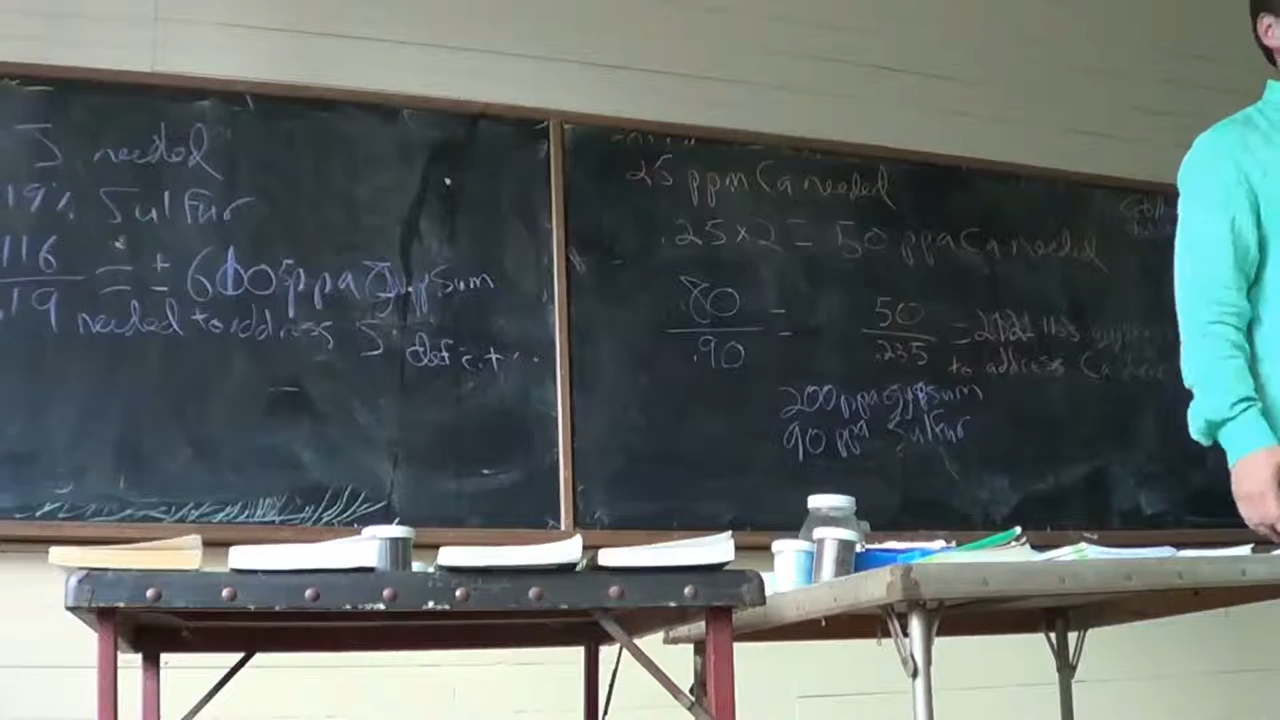 S needed
19% Sulfur
116
.19
= ± 600 ppa Gypsum
needed to address S deficit...
25 ppm Ca needed
.25×2 = 50 ppa Ca needed
80
.90
=
50
.235
= lbs
to address Ca
200 ppa gypsum
90 ppa Sulfur